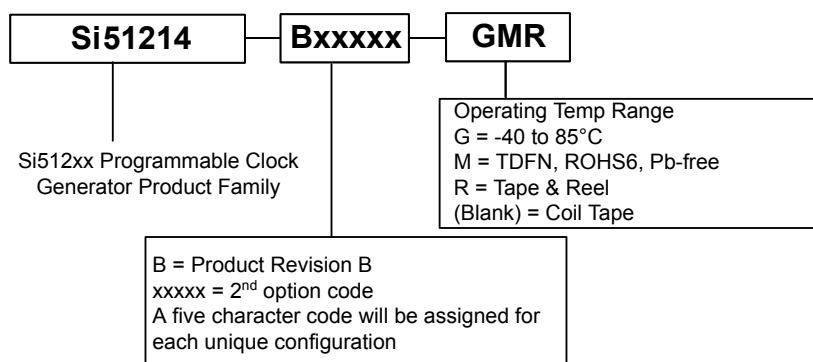 Si51214 Bxxxxx GMR
Si512xx Programmable Clock
Generator Product Family
Operating Temp Range
G = -40 to 85°C
M = TDFN, ROHS6, Pb-free
R = Tape & Reel
(Blank) = Coil Tape
B = Product Revision B
xxxxx = 2nd option code
A five character code will be assigned for
each unique configuration